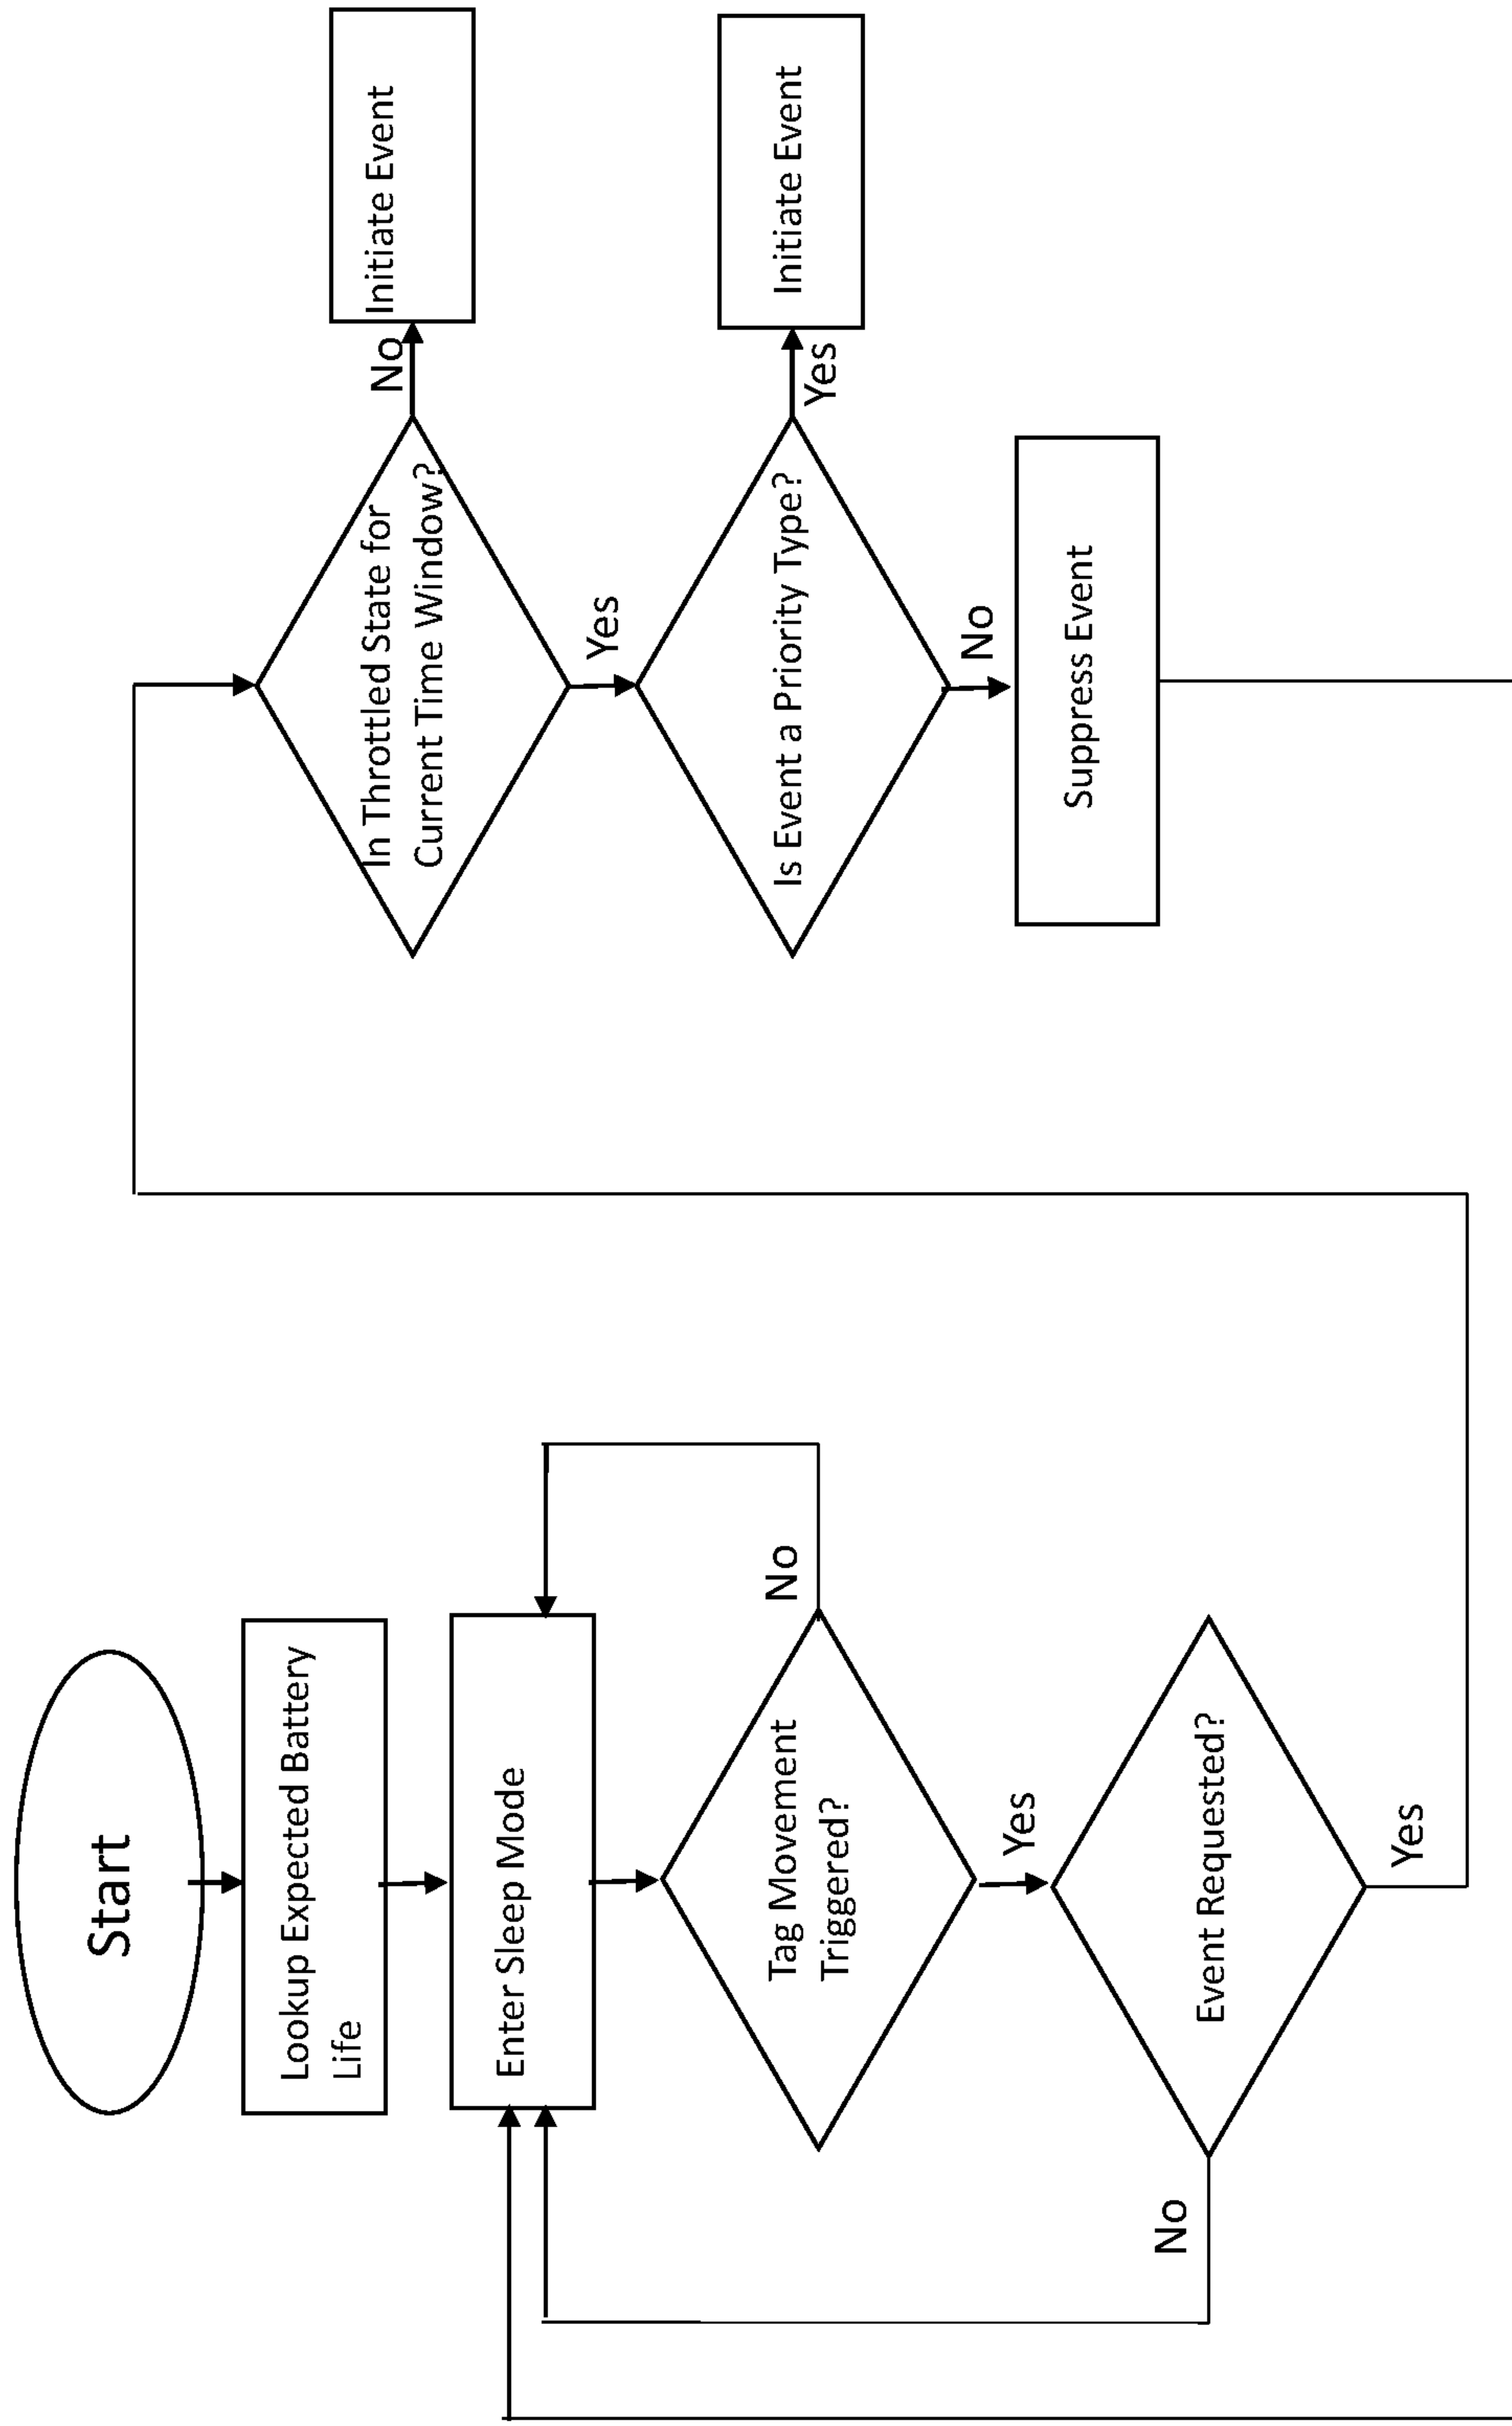 Start
Lookup Expected Battery
Life
Enter Sleep Mode
Tag Movement
Triggered?
No
Yes
Event Requested?
No
Yes
In Throttled State for
Current Time Window?
No
Initiate Event
Yes
Is Event a Priority Type?
Yes
Initiate Event
No
Suppress Event